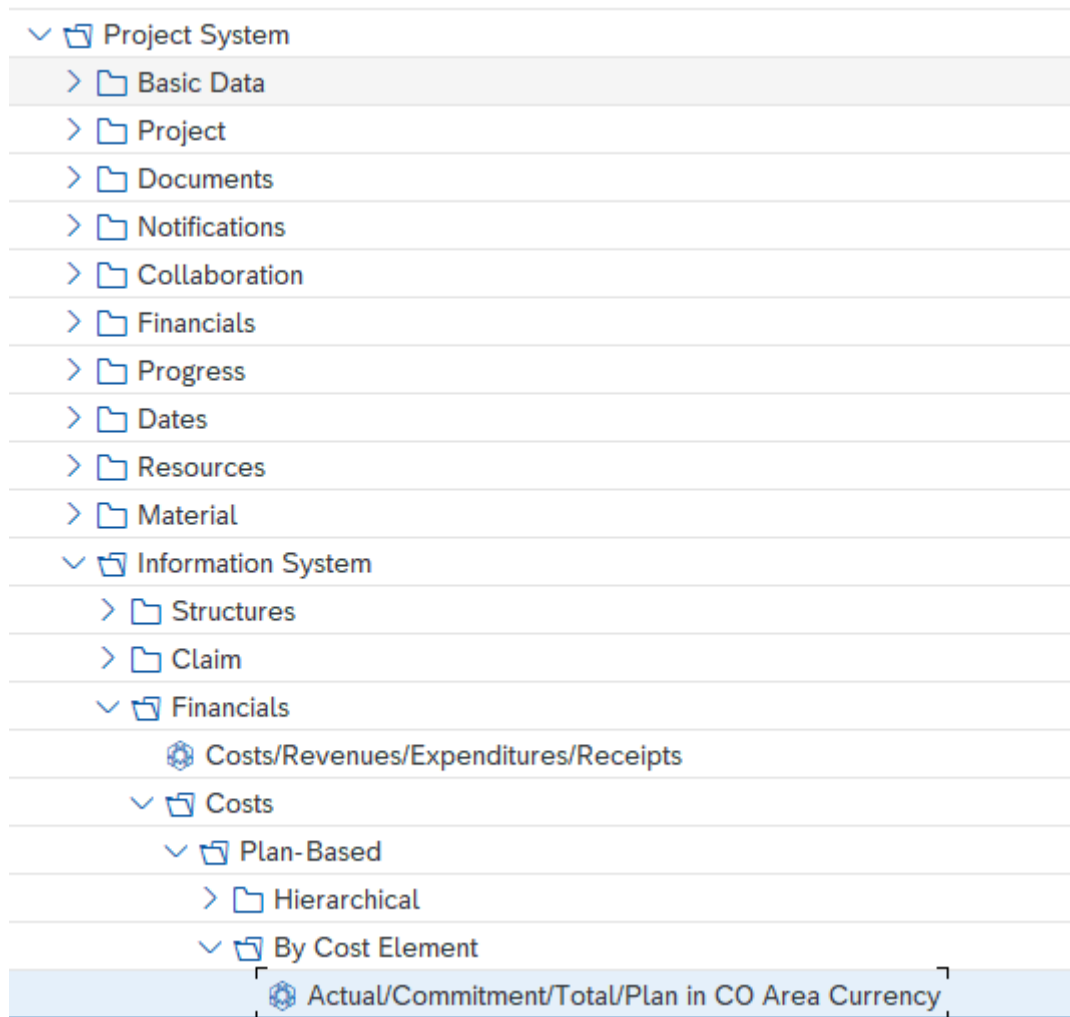 Project System
Basic Data
Project
Documents
Notifications
Collaboration
Financials
Progress
Dates
Resources
Material
Information System
Structures
Claim
Financials
Costs/Revenues/Expenditures/Receipts
Costs
Plan-Based
Hierarchical
By Cost Element
Actual/Commitment/Total/Plan in CO Area Currency